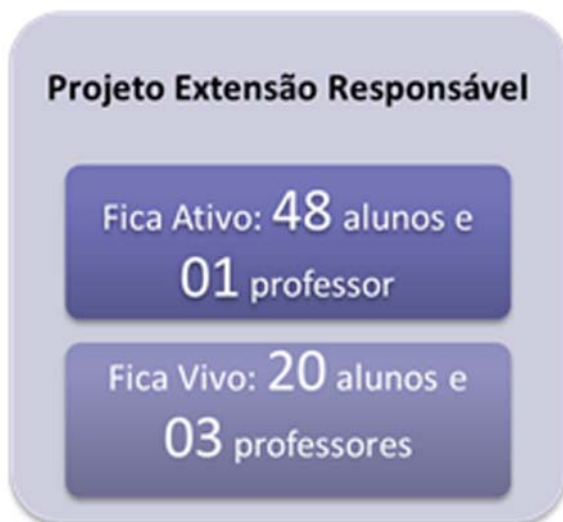 Projeto Extensão Responsável
Fica Ativo: 48 alunos e
01 professor
Fica Vivo: 20 alunos e
03 professores